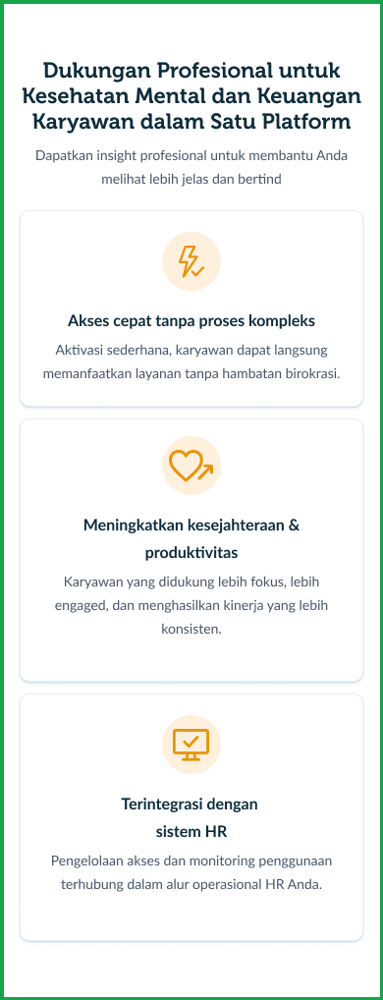 Dukungan Profesional untuk
Kesehatan Mental dan Keuangan
Karyawan dalam Satu Platform
Dapatkan insight profesional untuk membantu Anda
melihat lebih jelas dan bertind
Akses cepat tanpa proses kompleks
Aktivasi sederhana, karyawan dapat langsung
memanfaatkan layanan tanpa hambatan birokrasi.
Meningkatkan kesejahteraan &
produktivitas
Karyawan yang didukung lebih fokus, lebih
engaged, dan menghasilkan kinerja yang lebih
konsisten.
Terintegrasi dengan
sistem HR
Pengelolaan akses dan monitoring penggunaan
terhubung dalam alur operasional HR Anda.